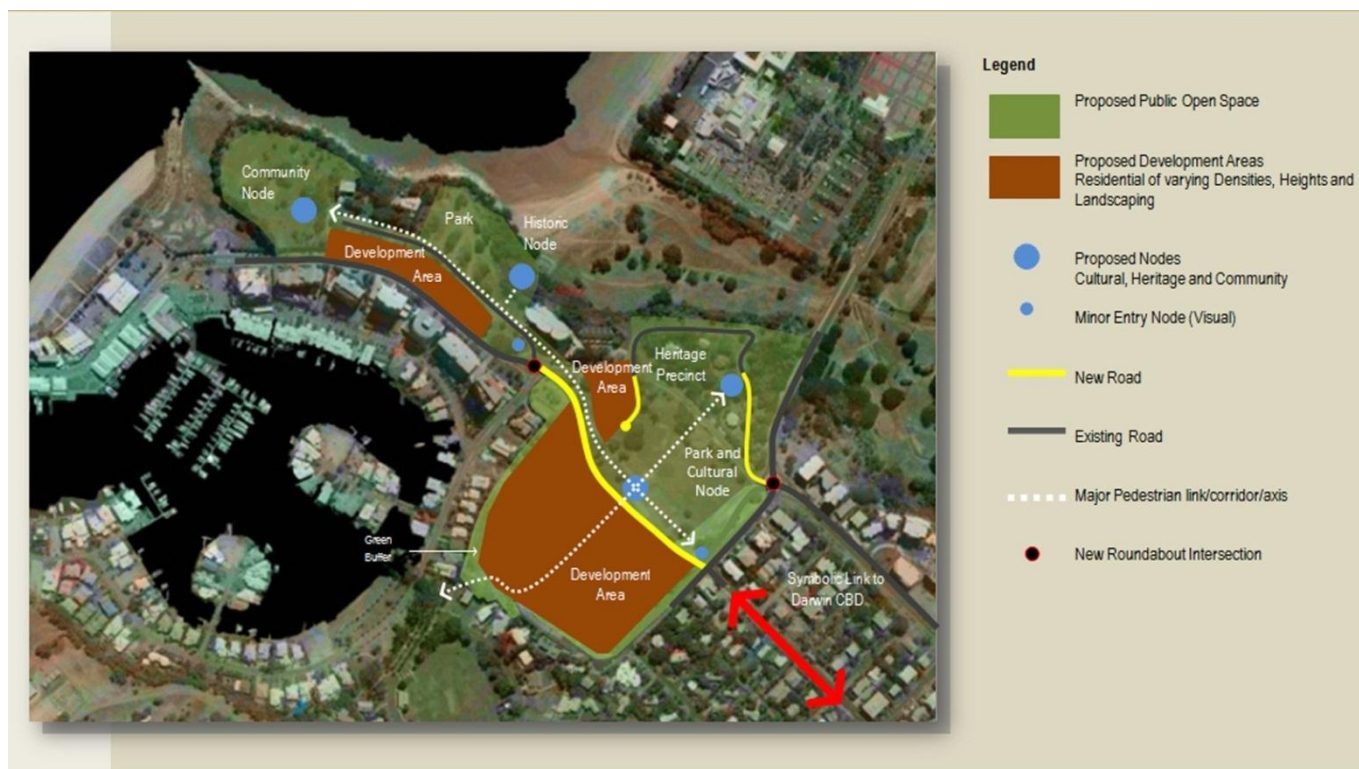 Community
Node
Park
Historic
Node
Development
Area
Development
Area
Heritage
Precinct
Park and
Cultural
Node
Green
Buffer
Development
Area
Symbolic Link to
Darwin CBD
Legend
Proposed Public Open Space
Proposed Development Areas
Residential of varying Densities, Heights and
Landscaping
Proposed Nodes
Cultural, Heritage and Community
Minor Entry Node (Visual)
New Road
Existing Road
Major Pedestrian link/corridor/axis
New Roundabout Intersection